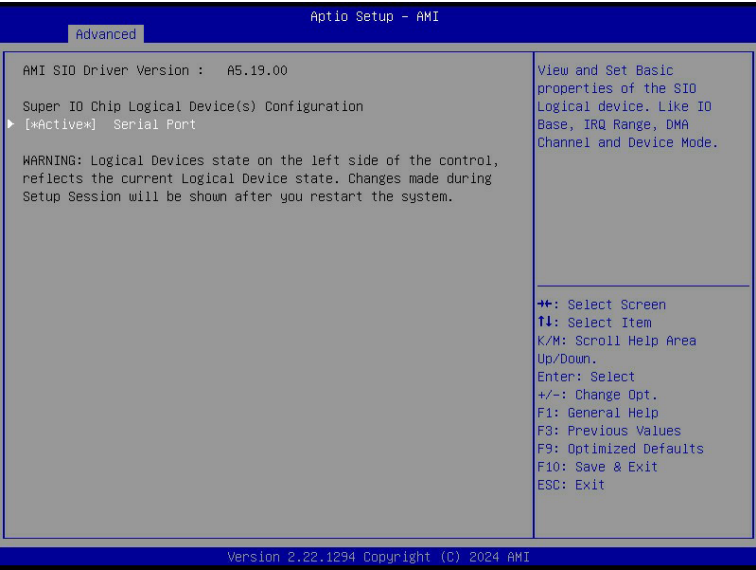 Aptio Setup – AMI
Advanced
AMI SIO Driver Version : A5.19.00
Super IO Chip Logical Device(s) Configuration
[*Active*] Serial Port
WARNING: Logical Devices state on the left side of the control,
reflects the current Logical Device state. Changes made during
Setup Session will be shown after you restart the system.
View and Set Basic
properties of the SIO
Logical device. Like IO
Base, IRQ Range, DMA
Channel and Device Mode.
→←: Select Screen
↑↓: Select Item
K/M: Scroll Help Area
Up/Down.
Enter: Select
+/-: Change Opt.
F1: General Help
F3: Previous Values
F9: Optimized Defaults
F10: Save & Exit
ESC: Exit
Version 2.22.1294 Copyright (C) 2024 AMI